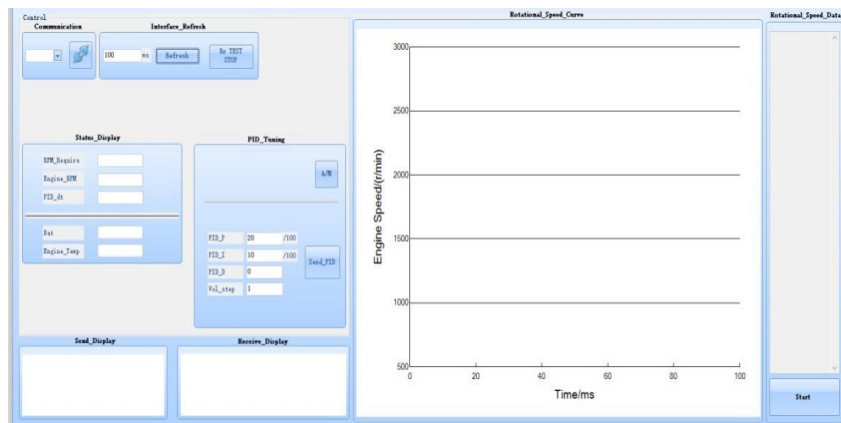 Control
Communication
Interface_Refresh
100 ms Refresh
Rx TEST
STOP
Status_Display
RPM_Require
Engine_RPM
PID_dt
Engine_Temp
PID_Tuning
A/M
PID_P 20 /100
PID_I 10 /100
PID_D 0
Vol_step 1
Send_PID
Send_Display
Receive_Display
Rotational_Speed_Curve
Engine Speed/(r/min)
3000
2500
2000
1500
1000
500
0 20 40 60 80 100
Time/ms
Rotational_Speed_Data
Start